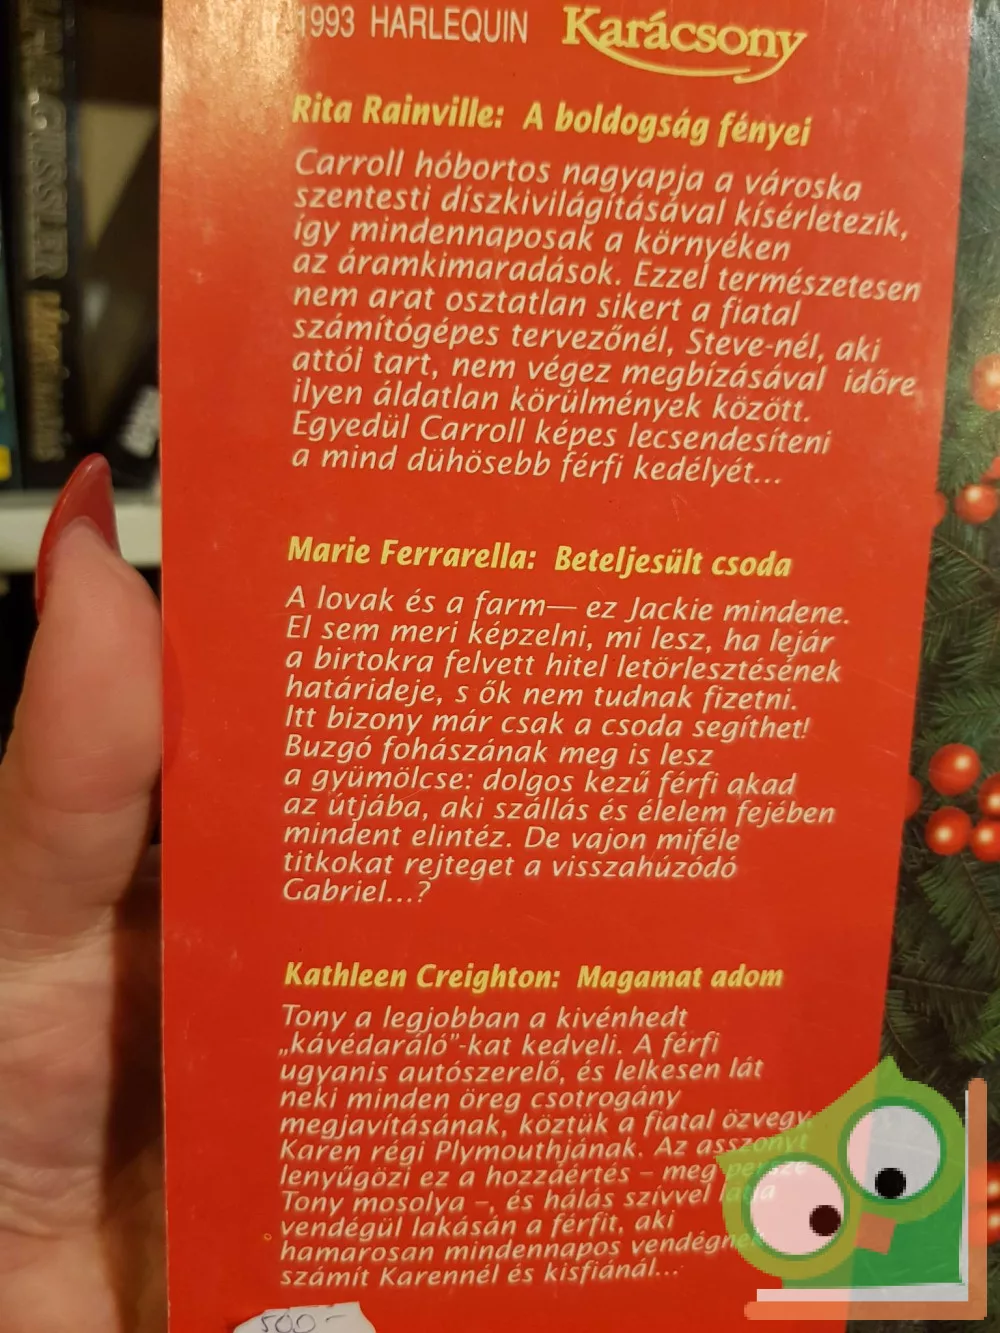 1993 HARLEQUIN Karácsony
Rita Rainville: A boldogság fényei
Carroll hóbortos nagyapja a városka
szentesti díszkivilágításával kísérletezik,
így mindennaposak a környéken
az áramkimaradások. Ezzel természetesen
nem arat osztatlan sikert a fiatal
számítógépes tervezőnél, Steve-nél, aki
attól tart, nem végez megbízásával időre
ilyen áldatlan körülmények között.
Egyedül Carroll képes lecsendesíteni
a mind dühösebb férfi kedélyét...
Marie Ferrarella: Beteljesült csoda
A lovak és a farm— ez Jackie mindene.
El sem meri képzelni, mi lesz, ha lejár
a birtokra felvett hitel letörlesztésének
határideje, s ők nem tudnak fizetni.
Itt bizony már csak a csoda segíthet!
Buzgó fohászának meg is lesz
a gyümölcse: dolgos kezű férfi akad
az útjába, aki szállás és élelem fejében
mindent elintéz. De vajon miféle
titkokat rejteget a visszahúzódó
Gabriel...?
Kathleen Creighton: Magamat adom
Tony a legjobban a kivénhedt
„kávédaráló"-kat kedveli. A férfi
ugyanis autószerelő, és lelkesen lát
neki minden öreg csotrogány
megjavításának, köztük a fiatal özvegy,
Karen régi Plymouthjának. Az asszonyt
lenyűgözi ez a hozzáértés – meg persze
Tony mosolya –, és hálás szívvel látja
vendégül lakásán a férfit, aki
hamarosan mindennapos vendégnek
számít Karennél és kisfiánál...
500-